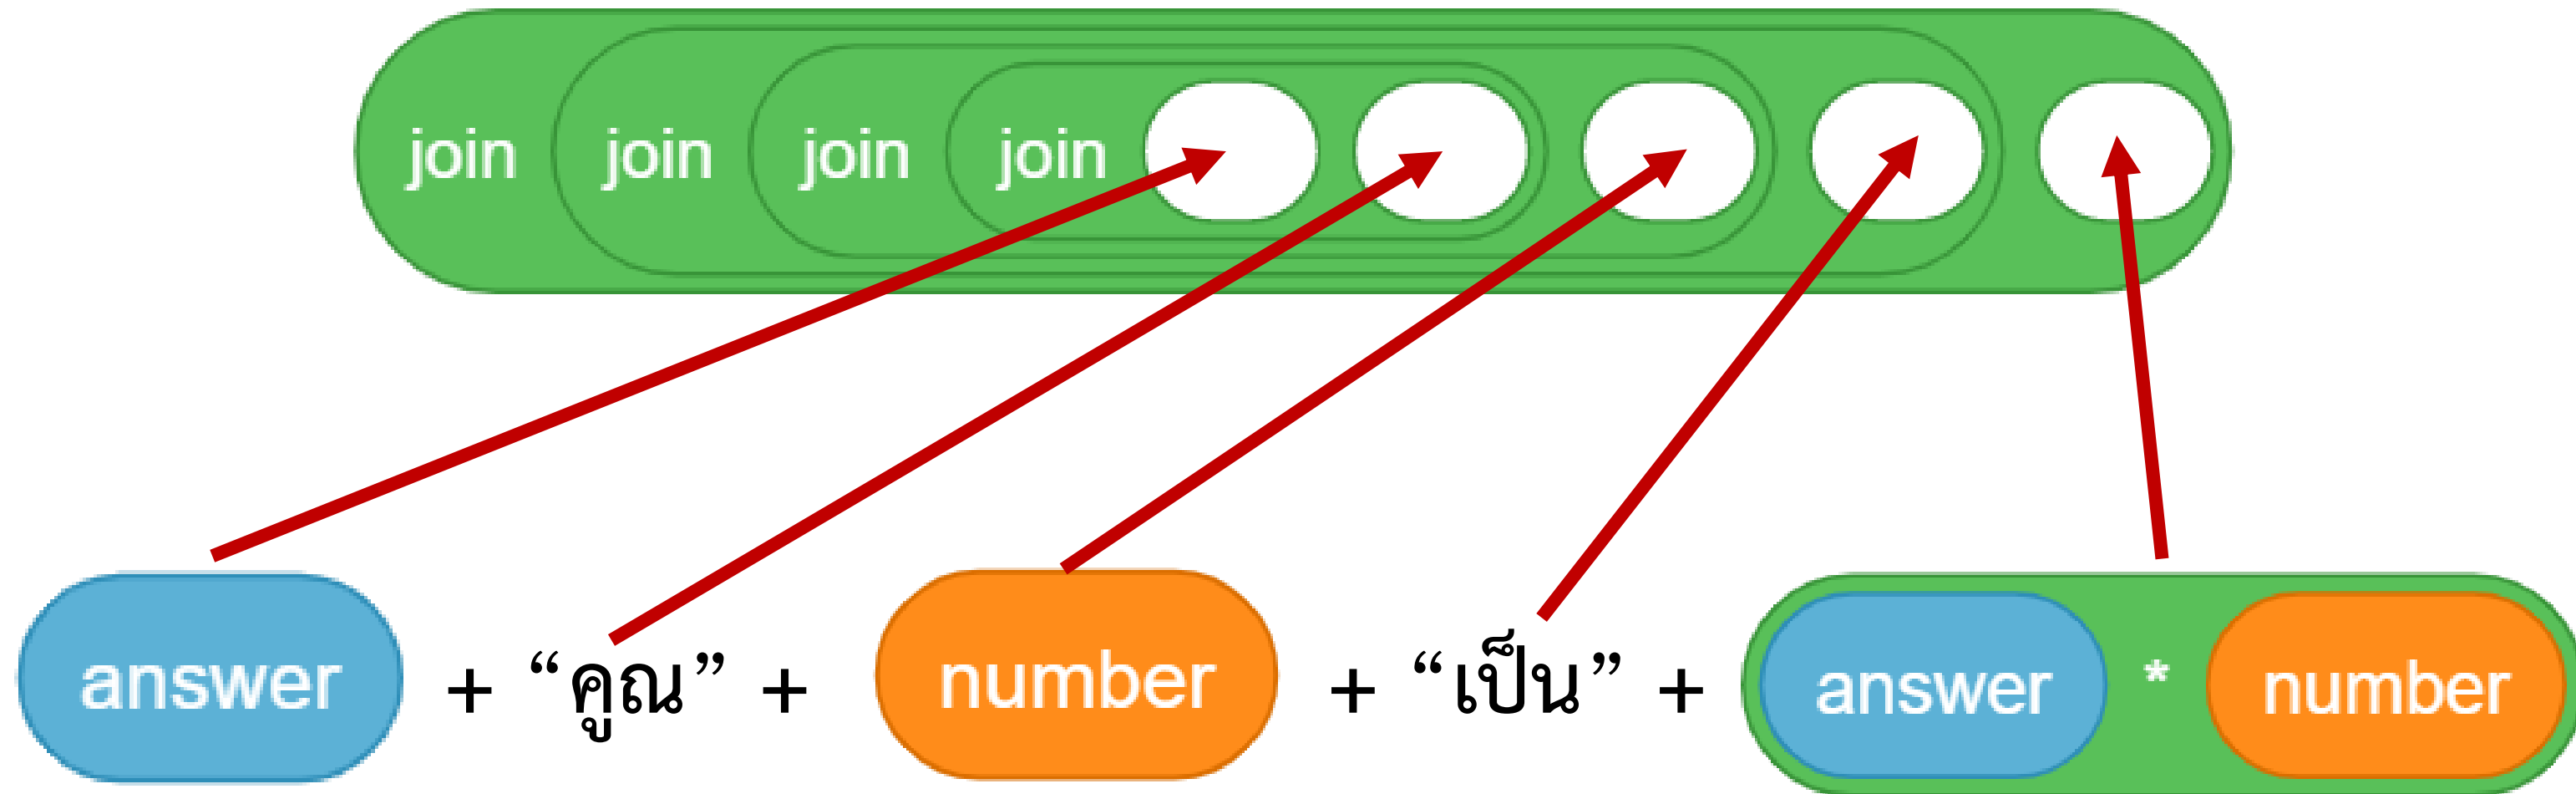 join join join join
answer + “คูณ” + number + “เป็น” + answer * number